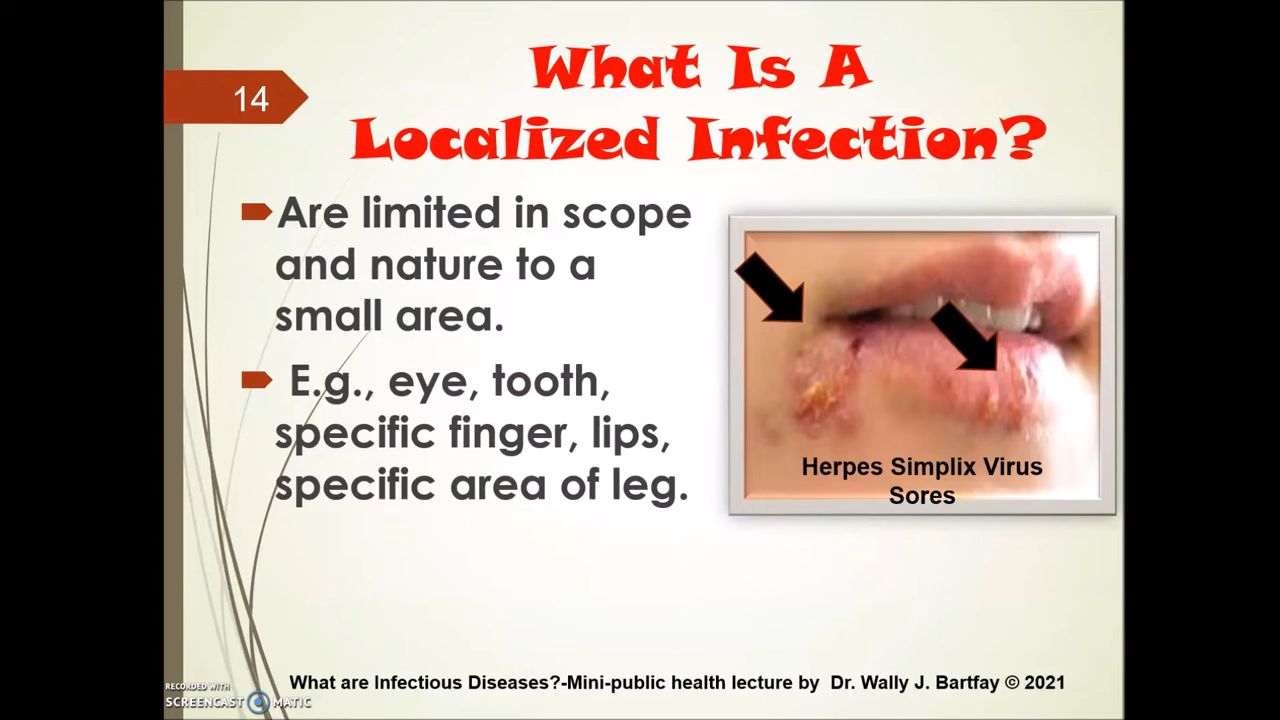 14
What Is A
Localized Infection?
Are limited in scope
and nature to a
small area.
E.g., eye, tooth,
specific finger, lips,
specific area of leg.
Herpes Simplix Virus
Sores
What are Infectious Diseases?-Mini-public health lecture by Dr. Wally J. Bartfay © 2021
RECORDED WITH
SCREENCAST MATIC